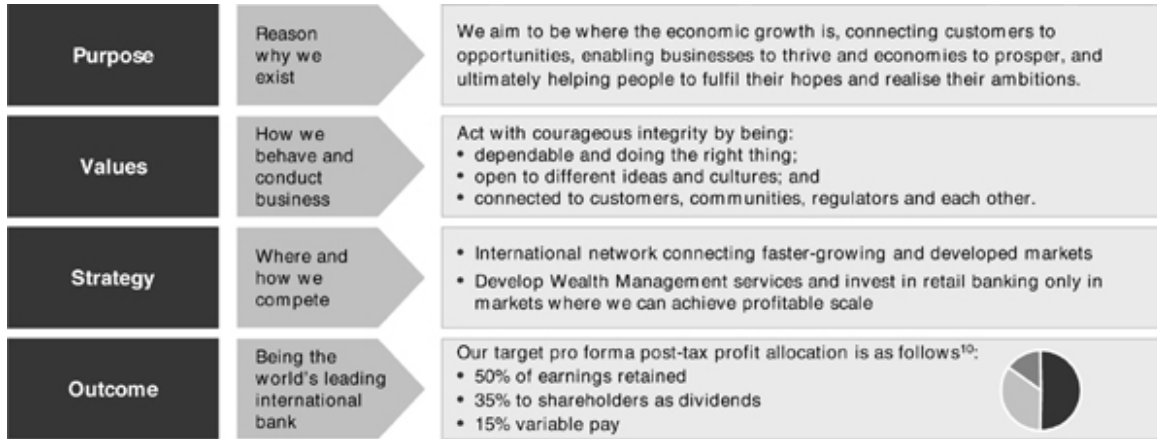 Purpose
Reason
why we
exist
We aim to be where the economic growth is, connecting customers to
opportunities, enabling businesses to thrive and economies to prosper, and
ultimately helping people to fulfil their hopes and realise their ambitions.
Values
How we
behave and
conduct
business
Act with courageous integrity by being:
• dependable and doing the right thing;
• open to different ideas and cultures; and
• connected to customers, communities, regulators and each other.
Strategy
Where and
how we
compete
• International network connecting faster-growing and developed markets
• Develop Wealth Management services and invest in retail banking only in
markets where we can achieve profitable scale
Outcome
Being the
world's leading
international
bank
Our target pro forma post-tax profit allocation is as follows¹⁰:
• 50% of earnings retained
• 35% to shareholders as dividends
• 15% variable pay